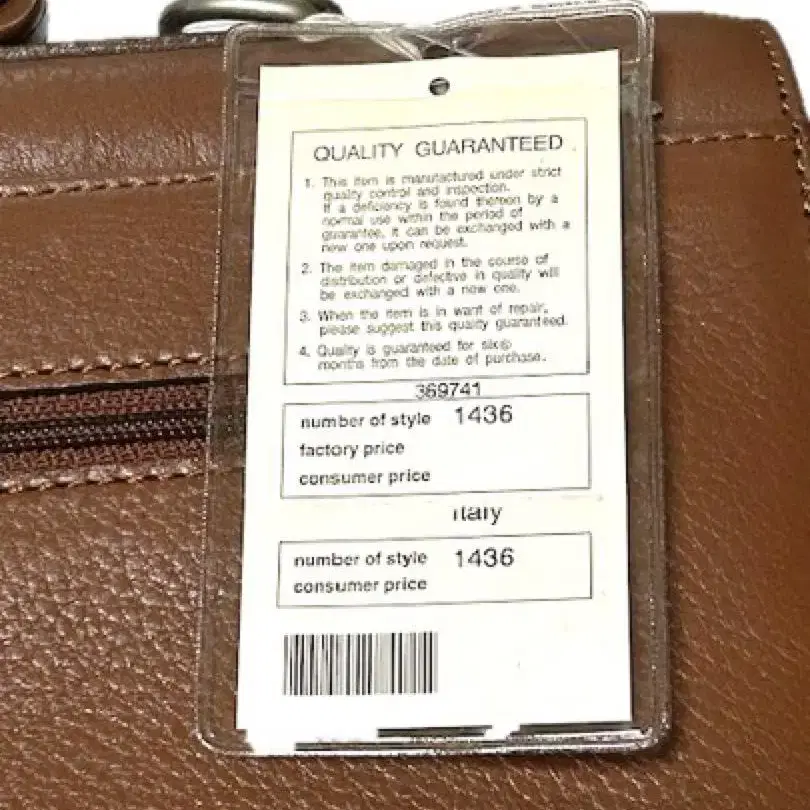 QUALITY GUARANTEED
1. This item is manufactured under strict
quality control and inspection.
If a deficiency is found thereon by a
normal use within the period of
guarantee, it can be exchanged with a
new one upon request.
2. The item damaged in the course of
distribution or defective in quality will
be exchanged with a new one.
3. When the item is in want of repair,
please suggest this quality guaranteed.
4. Quality is guaranteed for six
months from the date of purchase.
369741
number of style 1436
factory price
consumer price
italy
number of style 1436
consumer price